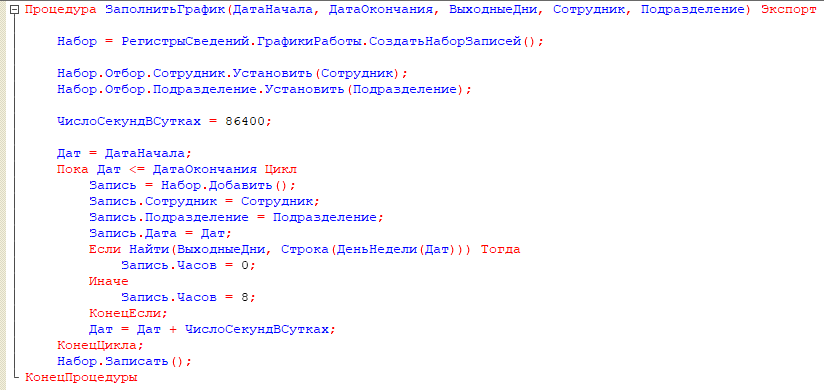 Процедура ЗаполнитьГрафик(ДатаНачала, ДатаОкончания, ВыходныеДни, Сотрудник, Подразделение) Экспорт
Набор = РегистрыСведений.ГрафикиРаботы.СоздатьНаборЗаписей();
Набор.Отбор.Сотрудник.Установить(Сотрудник);
Набор.Отбор.Подразделение.Установить(Подразделение);
ЧислоСекундВСутках = 86400;
Дат = ДатаНачала;
Пока Дат <= ДатаОкончания Цикл
Запись = Набор.Добавить();
Запись.Сотрудник = Сотрудник;
Запись.Подразделение = Подразделение;
Запись.Дата = Дат;
Если Найти(ВыходныеДни, Строка(ДеньНедели(Дат))) Тогда
Запись.Часов = 0;
Иначе
Запись.Часов = 8;
КонецЕсли;
Дат = Дат + ЧислоСекундВСутках;
КонецЦикла;
Набор.Записать();
КонецПроцедуры